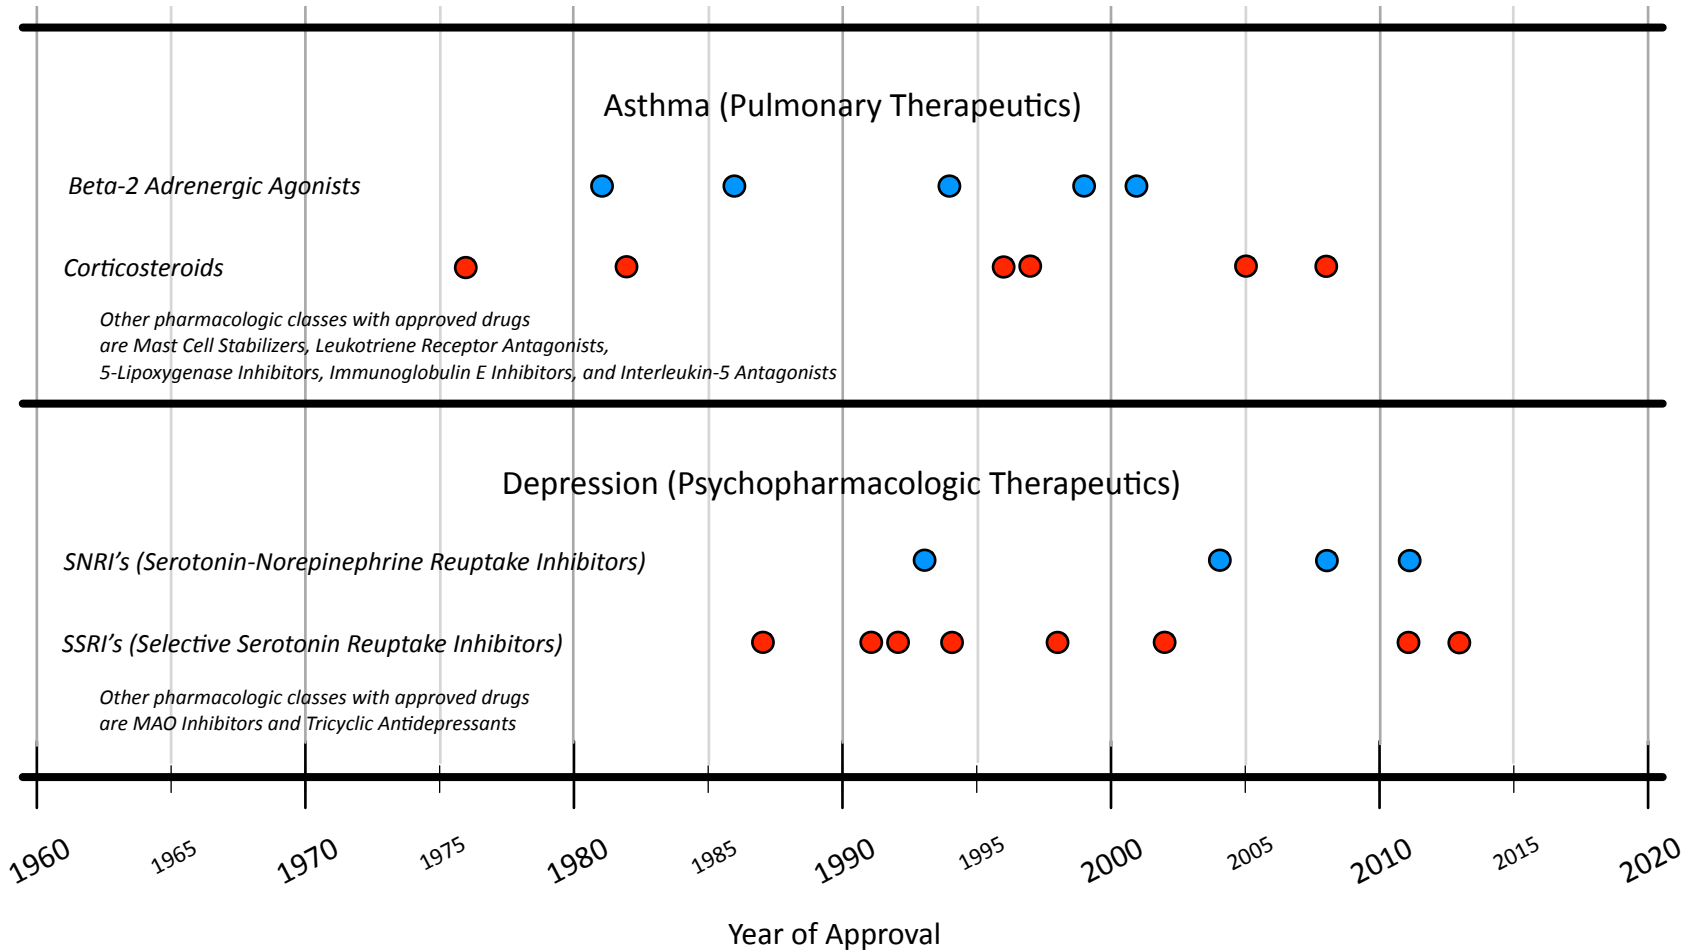 Asthma (Pulmonary Therapeutics)
Beta-2 Adrenergic Agonists
Corticosteroids
Other pharmacologic classes with approved drugs
are Mast Cell Stabilizers, Leukotriene Receptor Antagonists,
5-Lipoxygenase Inhibitors, Immunoglobulin E Inhibitors, and Interleukin-5 Antagonists
Depression (Psychopharmacologic Therapeutics)
SNRI’s (Serotonin-Norepinephrine Reuptake Inhibitors)
SSRI’s (Selective Serotonin Reuptake Inhibitors)
Other pharmacologic classes with approved drugs
are MAO Inhibitors and Tricyclic Antidepressants
1960 1965 1970 1975 1980 1985 1990 1995 2000 2005 2010 2015 2020
Year of Approval